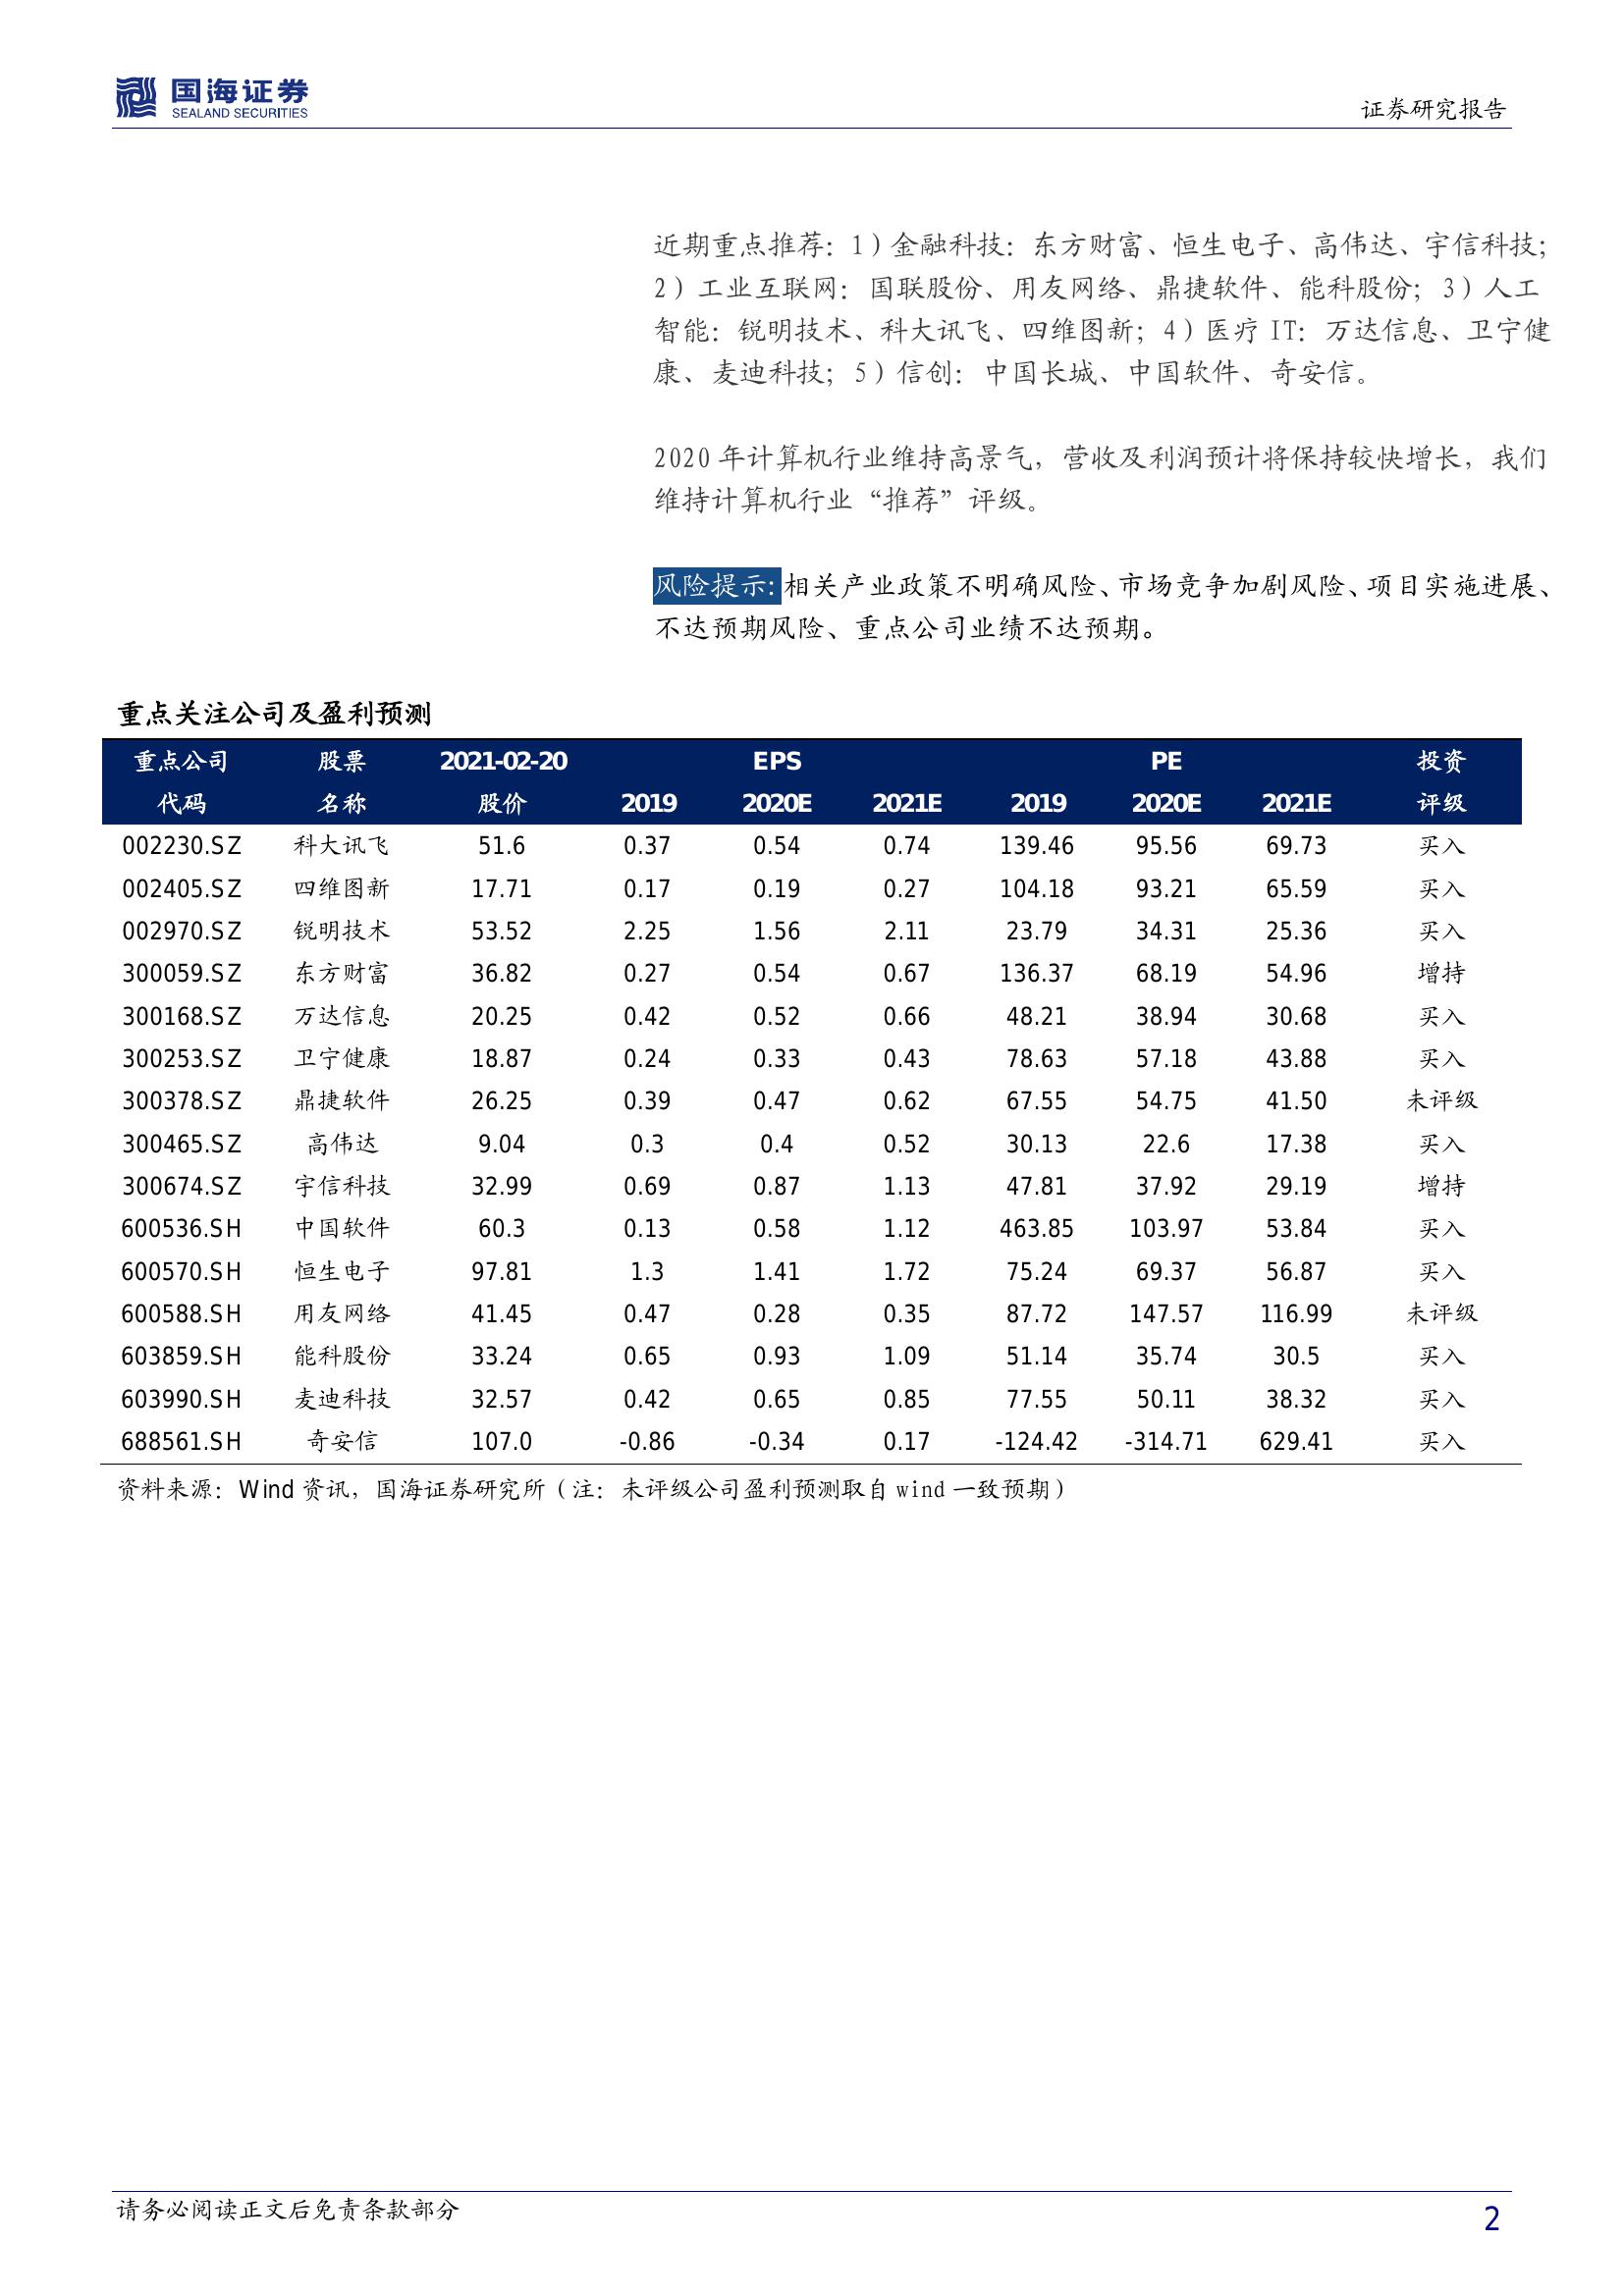 国海证券
SEALAND SECURITIES
证券研究报告
近期重点推荐：1）金融科技：东方财富、恒生电子、高伟达、宇信科技；
2）工业互联网：国联股份、用友网络、鼎捷软件、能科股份；3）人工
智能：锐明技术、科大讯飞、四维图新；4）医疗 IT：万达信息、卫宁健
康、麦迪科技；5）信创：中国长城、中国软件、奇安信。
2020 年计算机行业维持高景气，营收及利润预计将保持较快增长，我们
维持计算机行业“推荐”评级。
风险提示：相关产业政策不明确风险、市场竞争加剧风险、项目实施进展、
不达预期风险、重点公司业绩不达预期。
重点关注公司及盈利预测
重点公司 股票 2021-02-20 EPS PE 投资
代码 名称 股价 2019 2020E 2021E 2019 2020E 2021E 评级
002230.SZ 科大讯飞 51.6 0.37 0.54 0.74 139.46 95.56 69.73 买入
002405.SZ 四维图新 17.71 0.17 0.19 0.27 104.18 93.21 65.59 买入
002970.SZ 锐明技术 53.52 2.25 1.56 2.11 23.79 34.31 25.36 买入
300059.SZ 东方财富 36.82 0.27 0.54 0.67 136.37 68.19 54.96 增持
300168.SZ 万达信息 20.25 0.42 0.52 0.66 48.21 38.94 30.68 买入
300253.SZ 卫宁健康 18.87 0.24 0.33 0.43 78.63 57.18 43.88 买入
300378.SZ 鼎捷软件 26.25 0.39 0.47 0.62 67.55 54.75 41.50 未评级
300465.SZ 高伟达 9.04 0.3 0.4 0.52 30.13 22.6 17.38 买入
300674.SZ 宇信科技 32.99 0.69 0.87 1.13 47.81 37.92 29.19 增持
600536.SH 中国软件 60.3 0.13 0.58 1.12 463.85 103.97 53.84 买入
600570.SH 恒生电子 97.81 1.3 1.41 1.72 75.24 69.37 56.87 买入
600588.SH 用友网络 41.45 0.47 0.28 0.35 87.72 147.57 116.99 未评级
603859.SH 能科股份 33.24 0.65 0.93 1.09 51.14 35.74 30.5 买入
603990.SH 麦迪科技 32.57 0.42 0.65 0.85 77.55 50.11 38.32 买入
688561.SH 奇安信 107.0 -0.86 -0.34 0.17 -124.42 -314.71 629.41 买入
资料来源：Wind 资讯，国海证券研究所（注：未评级公司盈利预测取自 wind 一致预期）
请务必阅读正文后免责条款部分
2